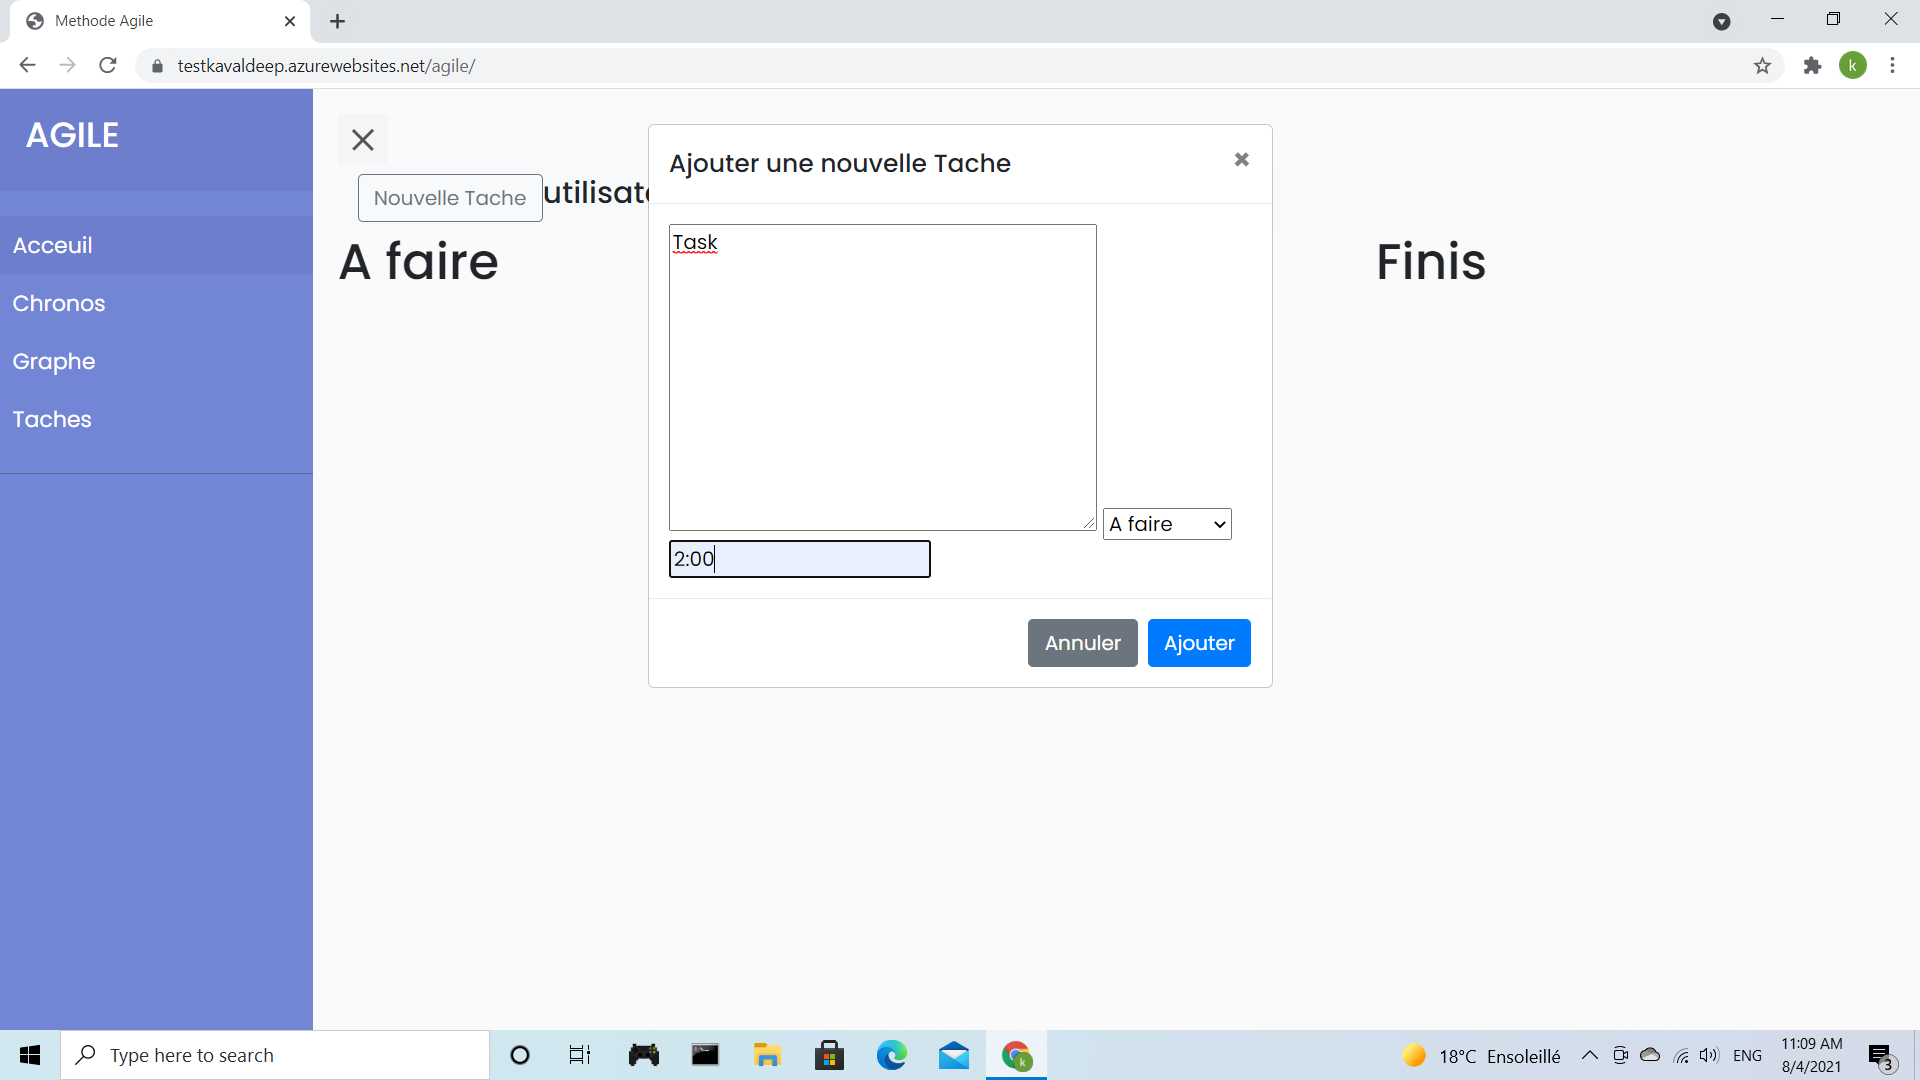 Methode Agile
testkavaldeep.azurewebsites.net/agile/
k
AGILE
Acceuil
Chronos
Graphe
Taches
Nouvelle Tache
utilisat
A faire
Finis
Ajouter une nouvelle Tache
Task
A faire
2:00
Annuler
Ajouter
Type here to search
k
18°C Ensoleillé
ENG
11:09 AM
8/4/2021
3